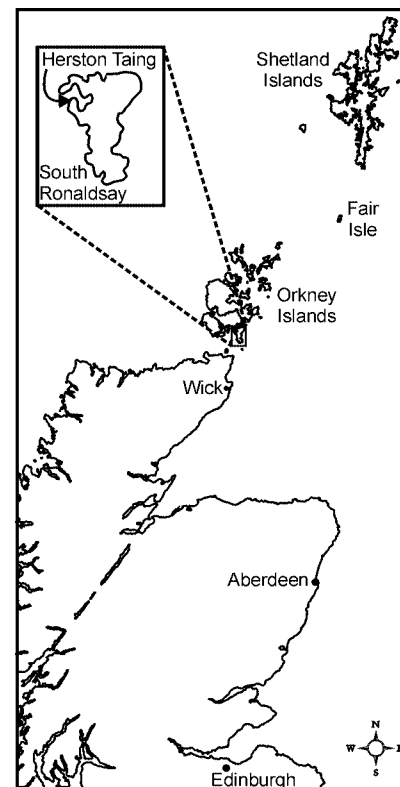 Herston Taing
South
Ronaldsay
Shetland
Islands
Fair
Isle
Orkney
Islands
Wick
Aberdeen
Edinburgh
N
W
E
S